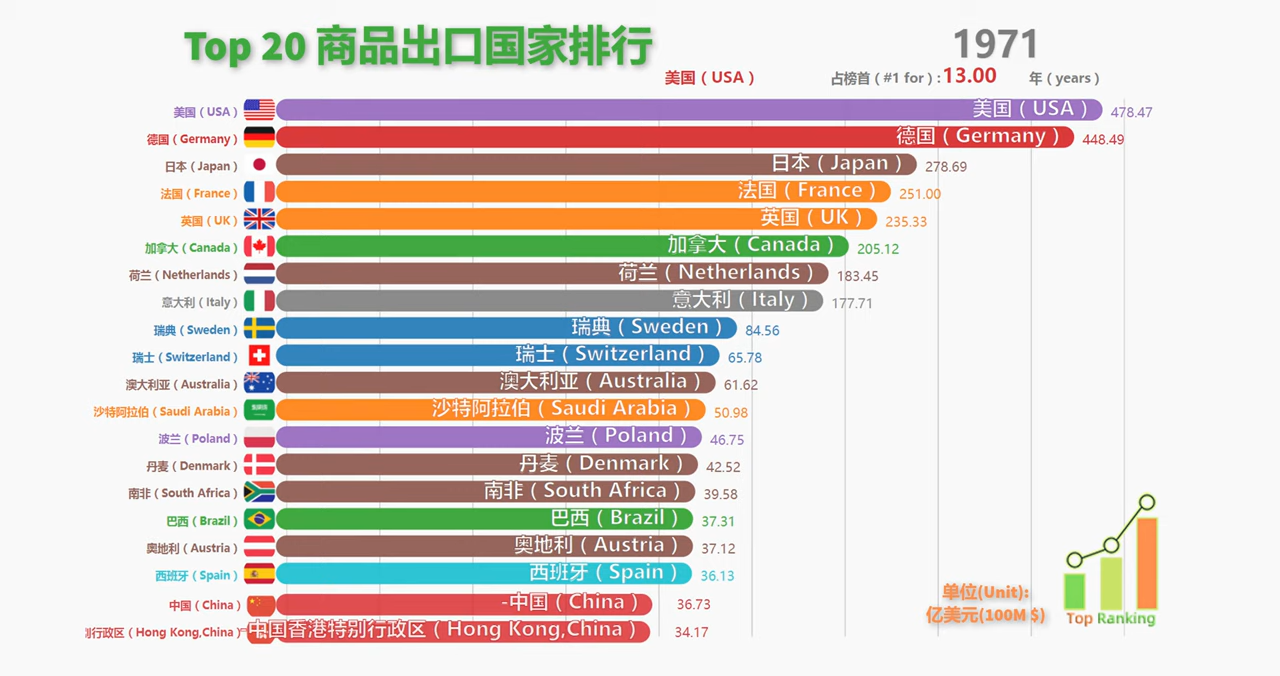 Top 20 商品出口国家排行
1971
美国（USA） 占榜首（#1 for）: 13.00 年（years）
美国（USA） 美国（USA） 478.47
德国（Germany） 德国（Germany） 448.49
日本（Japan） 日本（Japan） 278.69
法国（France） 法国（France） 251.00
英国（UK） 英国（UK） 235.33
加拿大（Canada） 加拿大（Canada） 205.12
荷兰（Netherlands） 荷兰（Netherlands） 183.45
意大利（Italy） 意大利（Italy） 177.71
瑞典（Sweden） 瑞典（Sweden） 84.56
瑞士（Switzerland） 瑞士（Switzerland） 65.78
澳大利亚（Australia） 澳大利亚（Australia） 61.62
沙特阿拉伯（Saudi Arabia） 沙特阿拉伯（Saudi Arabia） 50.98
波兰（Poland） 波兰（Poland） 46.75
丹麦（Denmark） 丹麦（Denmark） 42.52
南非（South Africa） 南非（South Africa） 39.58
巴西（Brazil） 巴西（Brazil） 37.31
奥地利（Austria） 奥地利（Austria） 37.12
西班牙（Spain） 西班牙（Spain） 36.13
中国（China） -中国（China） 36.73
别行政区（Hong Kong,China） 中国香港特别行政区（Hong Kong,China） 34.17
单位(Unit):
亿美元(100M $)
Top Ranking